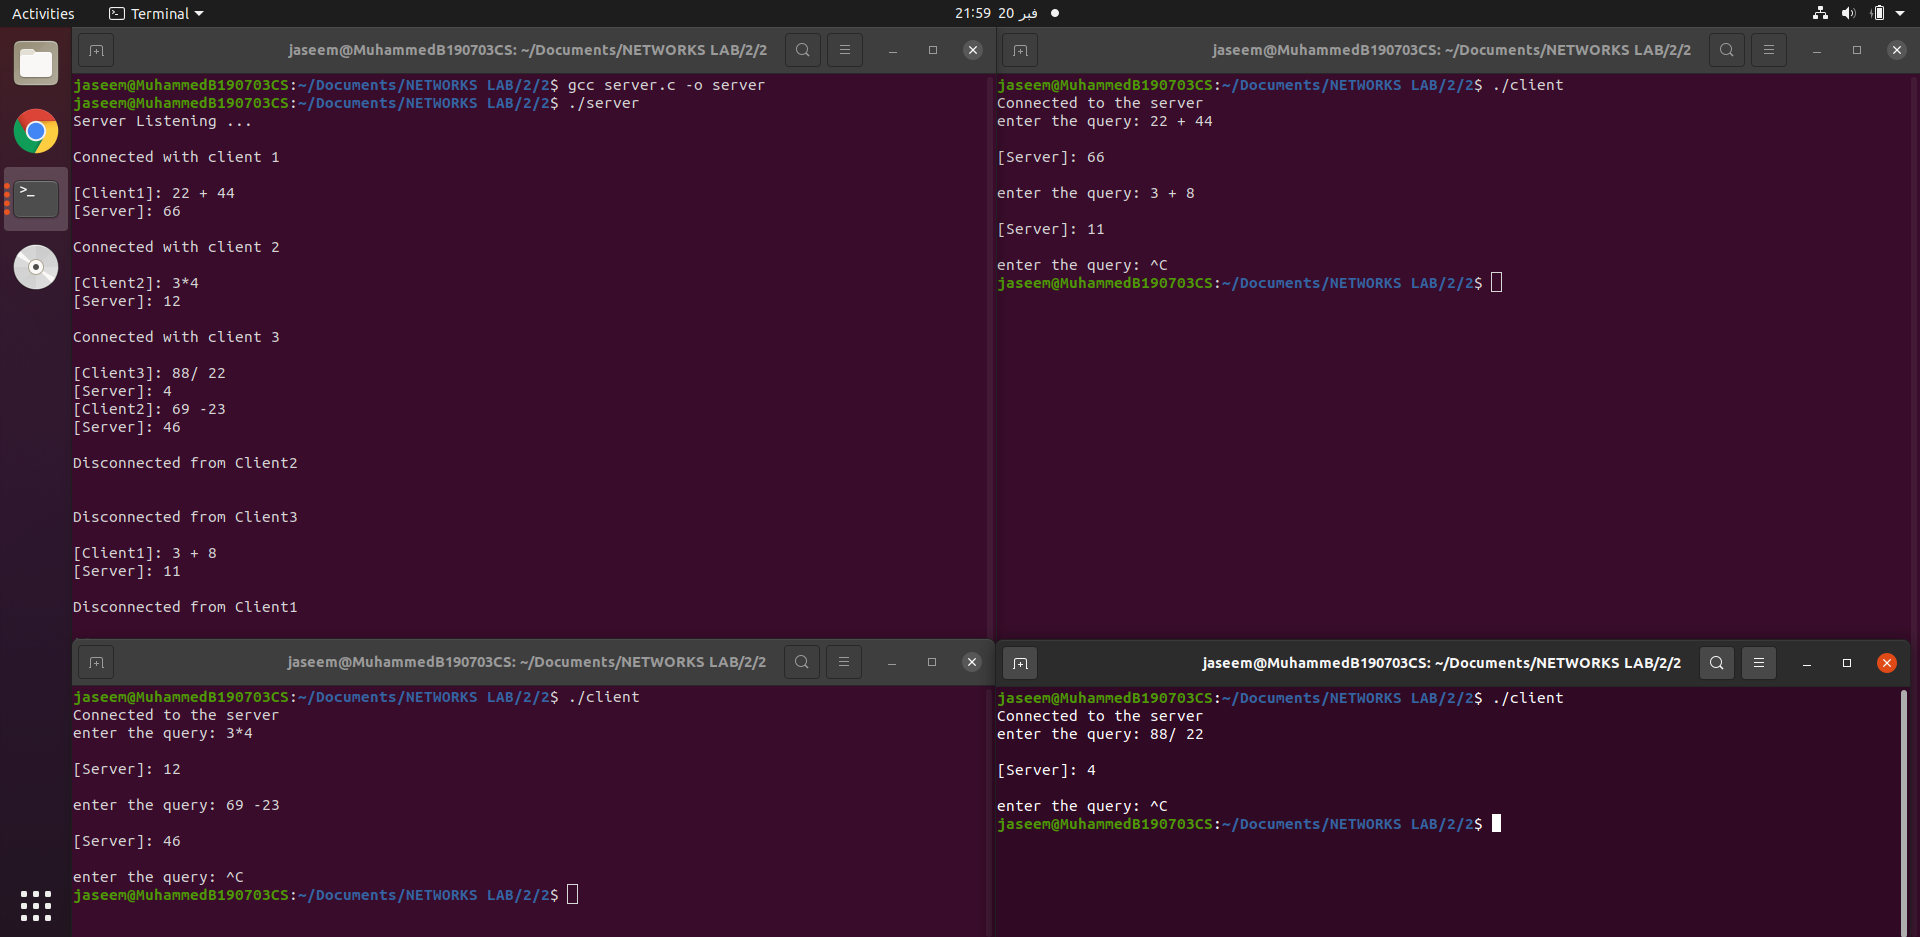 Activities
Terminal
21:59 20 فبر
jaseem@MuhammedB190703CS: ~/Documents/NETWORKS LAB/2/2
jaseem@MuhammedB190703CS:~/Documents/NETWORKS LAB/2/2$ gcc server.c -o server
jaseem@MuhammedB190703CS:~/Documents/NETWORKS LAB/2/2$ ./server
Server Listening ...
Connected with client 1
[Client1]: 22 + 44
[Server]: 66
Connected with client 2
[Client2]: 3*4
[Server]: 12
Connected with client 3
[Client3]: 88/ 22
[Server]: 4
[Client2]: 69 -23
[Server]: 46
Disconnected from Client2
Disconnected from Client3
[Client1]: 3 + 8
[Server]: 11
Disconnected from Client1
jaseem@MuhammedB190703CS: ~/Documents/NETWORKS LAB/2/2
jaseem@MuhammedB190703CS:~/Documents/NETWORKS LAB/2/2$ ./client
Connected to the server
enter the query: 22 + 44
[Server]: 66
enter the query: 3 + 8
[Server]: 11
enter the query: ^C
jaseem@MuhammedB190703CS:~/Documents/NETWORKS LAB/2/2$
jaseem@MuhammedB190703CS: ~/Documents/NETWORKS LAB/2/2
jaseem@MuhammedB190703CS:~/Documents/NETWORKS LAB/2/2$ ./client
Connected to the server
enter the query: 3*4
[Server]: 12
enter the query: 69 -23
[Server]: 46
enter the query: ^C
jaseem@MuhammedB190703CS:~/Documents/NETWORKS LAB/2/2$
jaseem@MuhammedB190703CS: ~/Documents/NETWORKS LAB/2/2
jaseem@MuhammedB190703CS:~/Documents/NETWORKS LAB/2/2$ ./client
Connected to the server
enter the query: 88/ 22
[Server]: 4
enter the query: ^C
jaseem@MuhammedB190703CS:~/Documents/NETWORKS LAB/2/2$